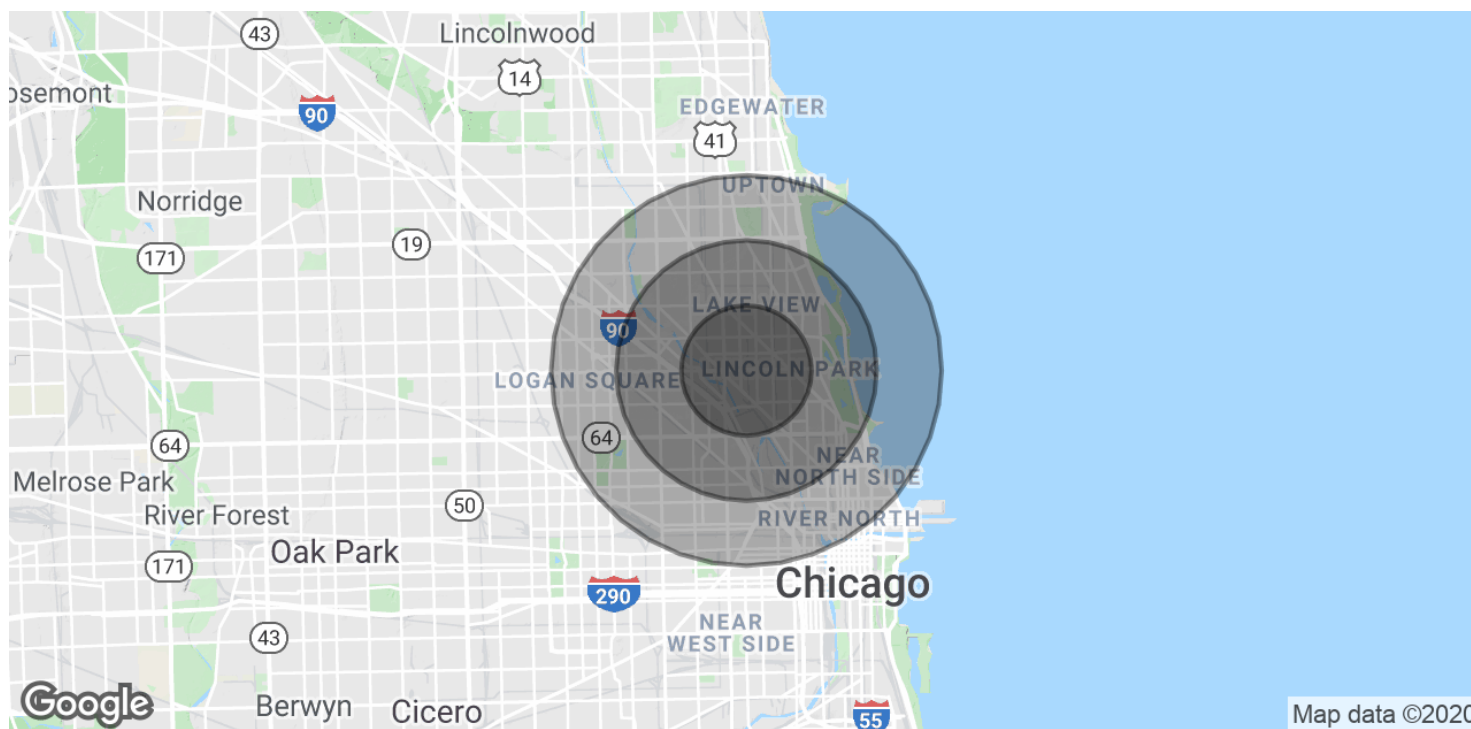 43
Lincolnwood
14
osemont
90
EDGEWATER
41
UPTOWN
Norridge
19
171
LAKE VIEW
90
LINCOLN PARK
LOGAN SQUARE
64
64
NEAR
NORTH SIDE
Melrose Park
50
River Forest
RIVER NORTH
Oak Park
171
Chicago
290
NEAR
WEST SIDE
43
Google
Berwyn
Cicero
55
Map data ©2020